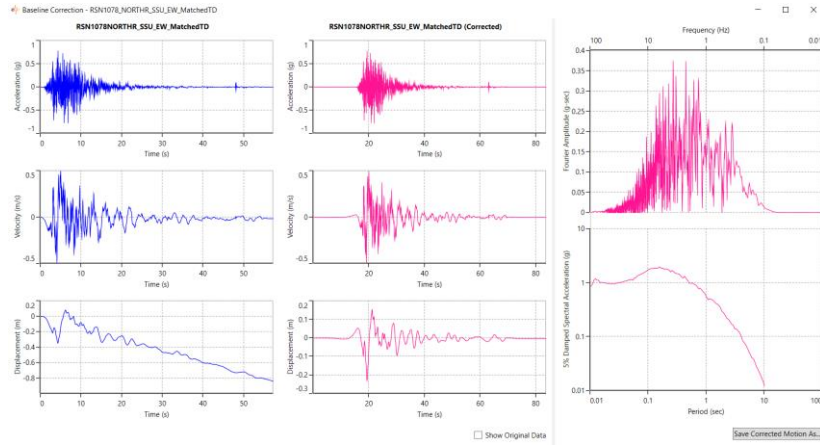 Baseline Correction - RSN1078_NORTHR_SSU_EW_MatchedTD
RSN1078NORTHR_SSU_EW_MatchedTD
Acceleration (g)
1
0.5
0
-0.5
-1
0 10 20 30 40 50
Time (s)
Velocity (m/s)
0.5
0
-0.5
0 10 20 30 40 50
Time (s)
Displacement (m)
0.2
0
-0.2
-0.4
-0.6
-0.8
0 10 20 30 40 50
Time (s)
RSN1078NORTHR_SSU_EW_MatchedTD (Corrected)
Acceleration (g)
1
0.5
0
-0.5
-1
0 20 40 60 80
Time (s)
Velocity (m/s)
0.5
0
-0.5
0 20 40 60 80
Time (s)
Displacement (m)
0.2
0.1
0
-0.1
-0.2
-0.3
0 20 40 60 80
Time (s)
Show Original Data
Frequency (Hz)
100 10 1 0.1 0.01
Fourier Amplitude (g-sec)
0.4
0.35
0.3
0.25
0.2
0.15
0.1
0.05
0
5% Damped Spectral Acceleration (g)
10
1
0.1
0.01
0.01 0.1 1 10 100
Period (sec)
Save Corrected Motion As...